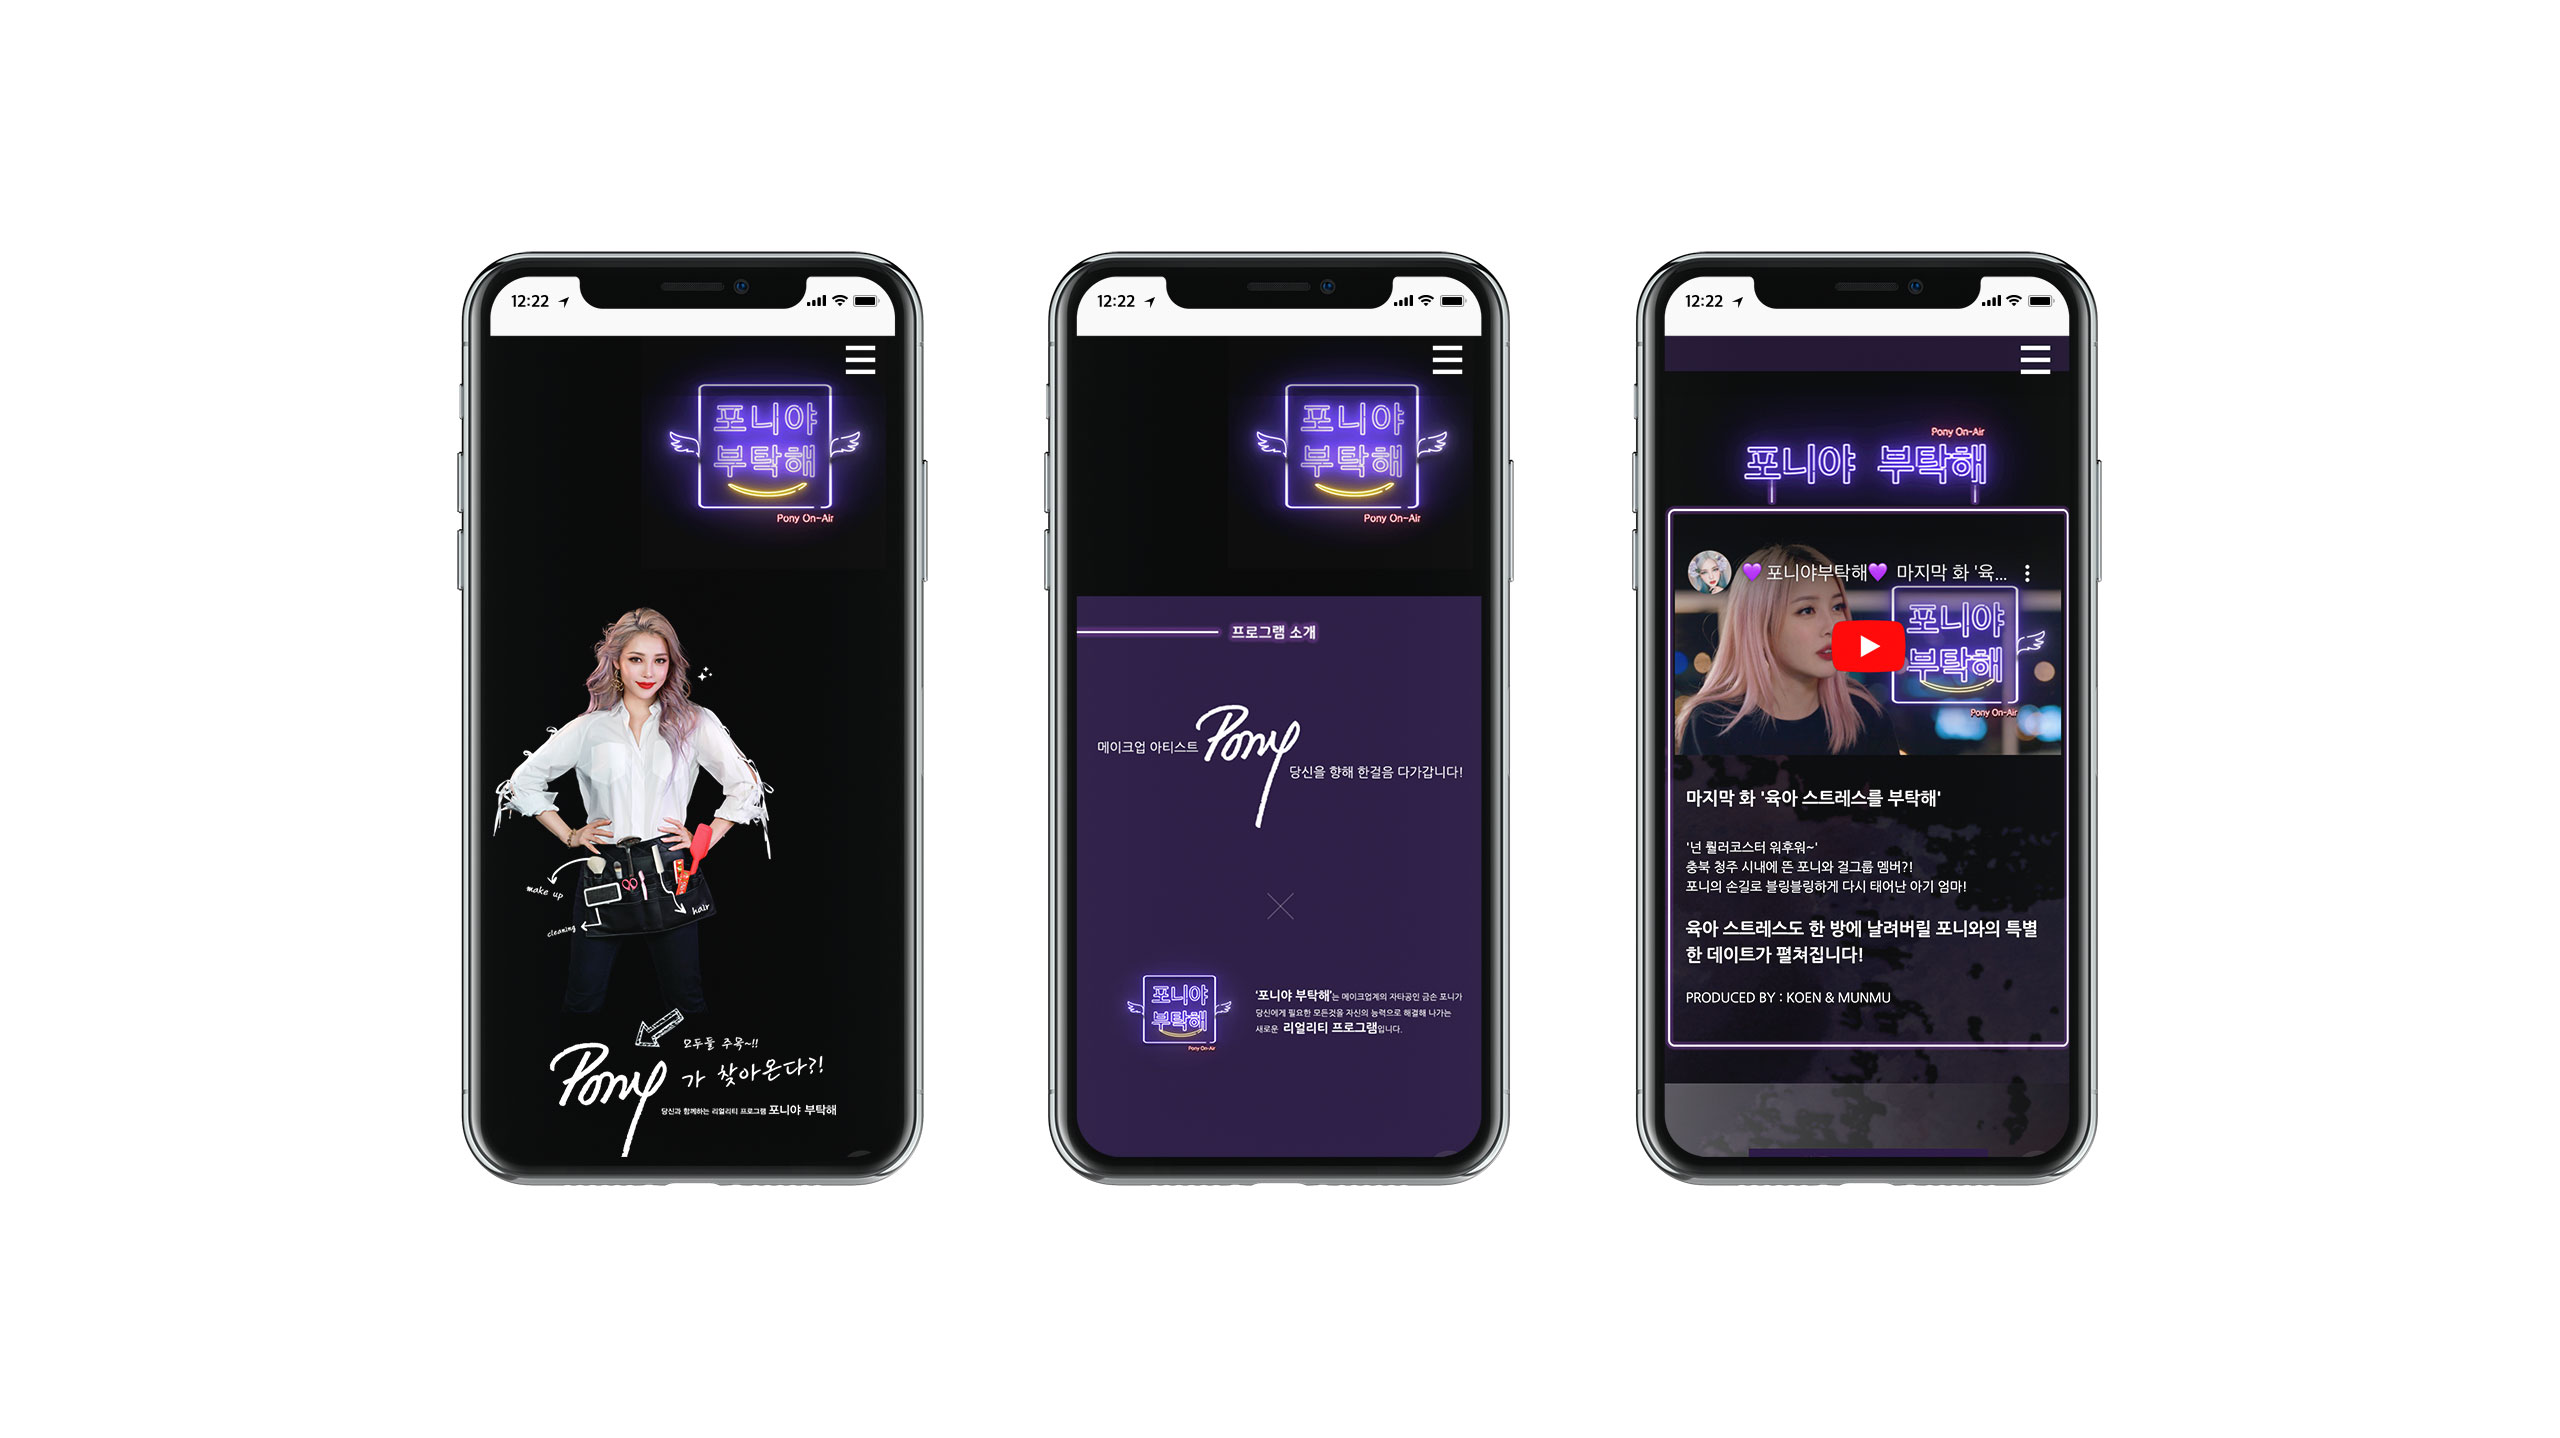 12:22
포니야
부탁해
Pony On-Air
make up
hair
cleaning
모두들 주목~!!
Pony 가 찾아온다?!
당신과 함께하는 리얼리티 프로그램 포니야 부탁해
12:22
포니야
부탁해
Pony On-Air
프로그램 소개
메이크업 아티스트 Pony
당신을 향해 한걸음 다가갑니다!
포니야
부탁해
Pony On-Air
'포니야 부탁해'는 메이크업계의 자타공인 금손 포니가
당신에게 필요한 모든것을 자신의 능력으로 해결해 나가는
새로운 리얼리티 프로그램입니다.
12:22
Pony On-Air
포니야 부탁해
💜 포니야부탁해💜 마지막 화 '육...
포니야
부탁해
Pony On-Air
마지막 화 '육아 스트레스를 부탁해'
'넌 륄러코스터 워후워~'
충북 청주 시내에 뜬 포니와 걸그룹 멤버?!
포니의 손길로 블링블링하게 다시 태어난 아기 엄마!
육아 스트레스도 한 방에 날려버릴 포니와의 특별
한 데이트가 펼쳐집니다!
PRODUCED BY : KOEN & MUNMU